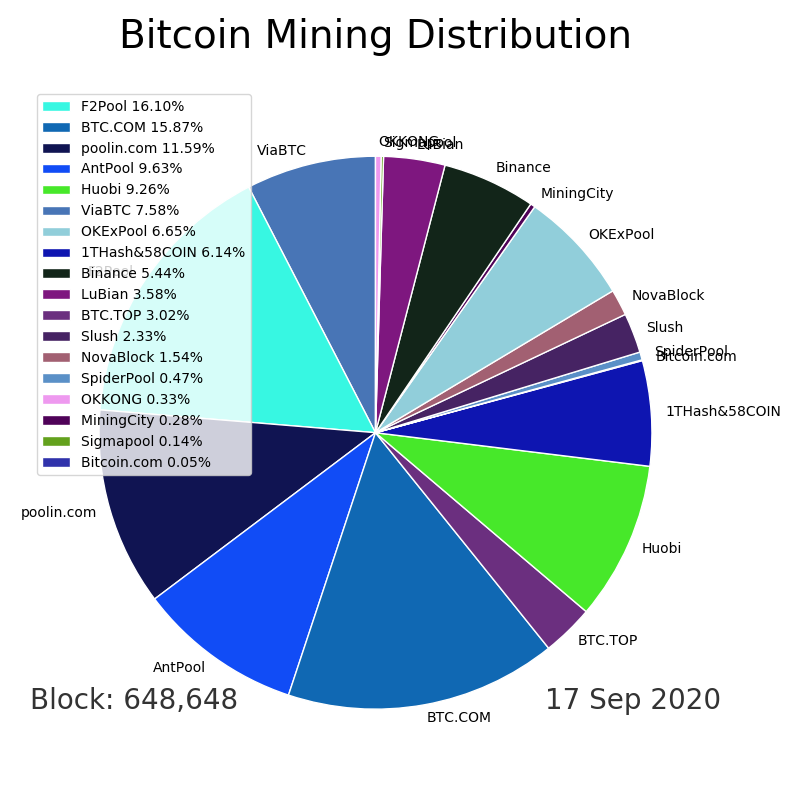 Bitcoin Mining Distribution
F2Pool 16.10%
BTC.COM 15.87%
poolin.com 11.59%
AntPool 9.63%
Huobi 9.26%
ViaBTC 7.58%
OKExPool 6.65%
1THash&58COIN 6.14%
Binance 5.44%
LuBian 3.58%
BTC.TOP 3.02%
Slush 2.33%
NovaBlock 1.54%
SpiderPool 0.47%
OKKONG 0.33%
MiningCity 0.28%
Sigmapool 0.14%
Bitcoin.com 0.05%
OKKONG
Sigmapool
LuBian
ViaBTC
Binance
MiningCity
OKExPool
NovaBlock
Slush
SpiderPool
Bitcoin.com
1THash&58COIN
poolin.com
Huobi
BTC.TOP
AntPool
BTC.COM
Block: 648,648
17 Sep 2020